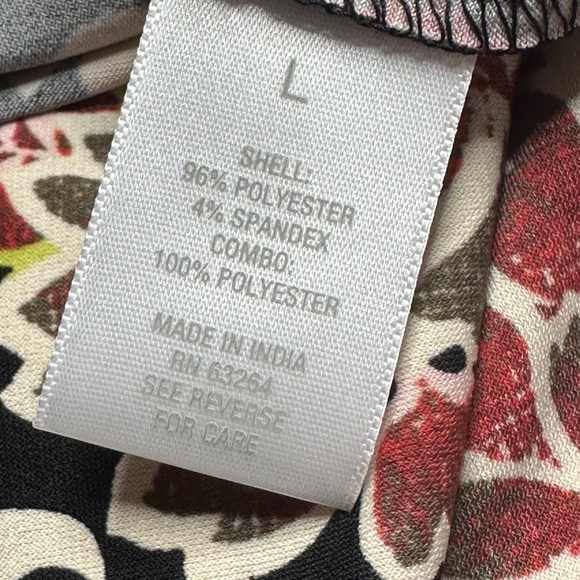 L
SHELL:
96% POLYESTER
4% SPANDEX
COMBO:
100% POLYESTER
MADE IN INDIA
RN 63264
SEE REVERSE
FOR CARE